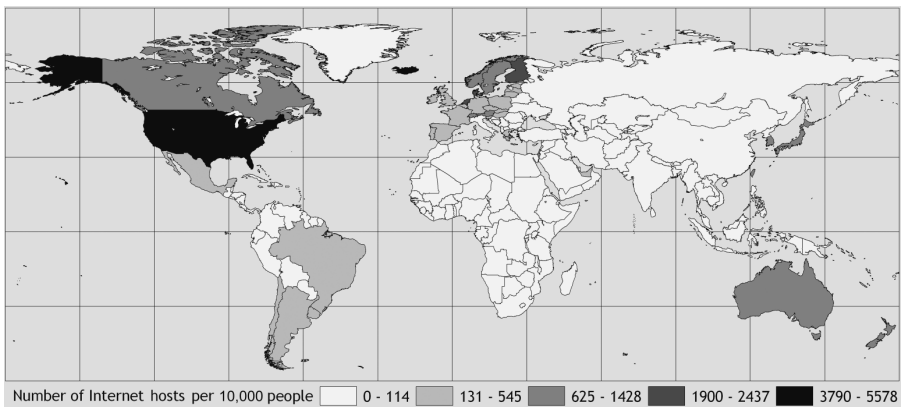 Number of Internet hosts per 10,000 people 0 - 114 131 - 545 625 - 1428 1900 - 2437 3790 - 5578